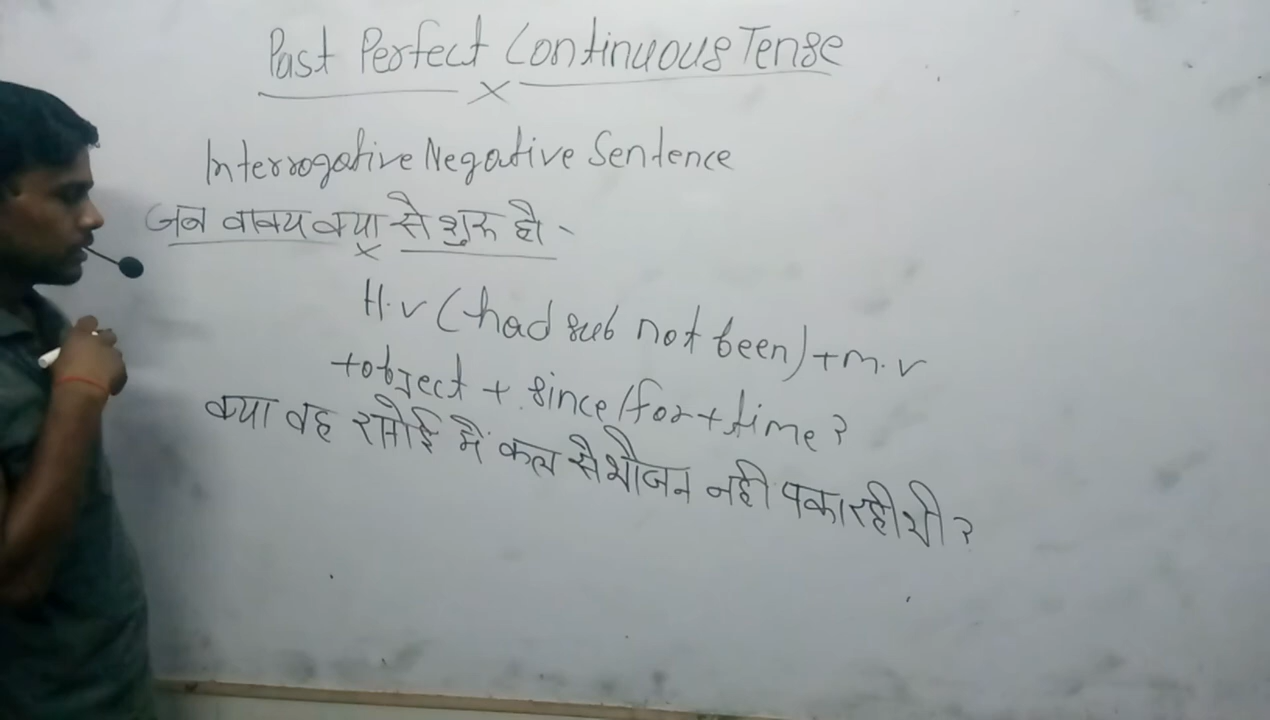 Past Perfect Continuous Tense
Interrogative Negative Sentence
जब वाक्य क्या से शुरू हो -
H.v (had sub not been) + m.v
+ object + since/for + time?
क्या वह रसोई में कल से भोजन नही पका रही थी?